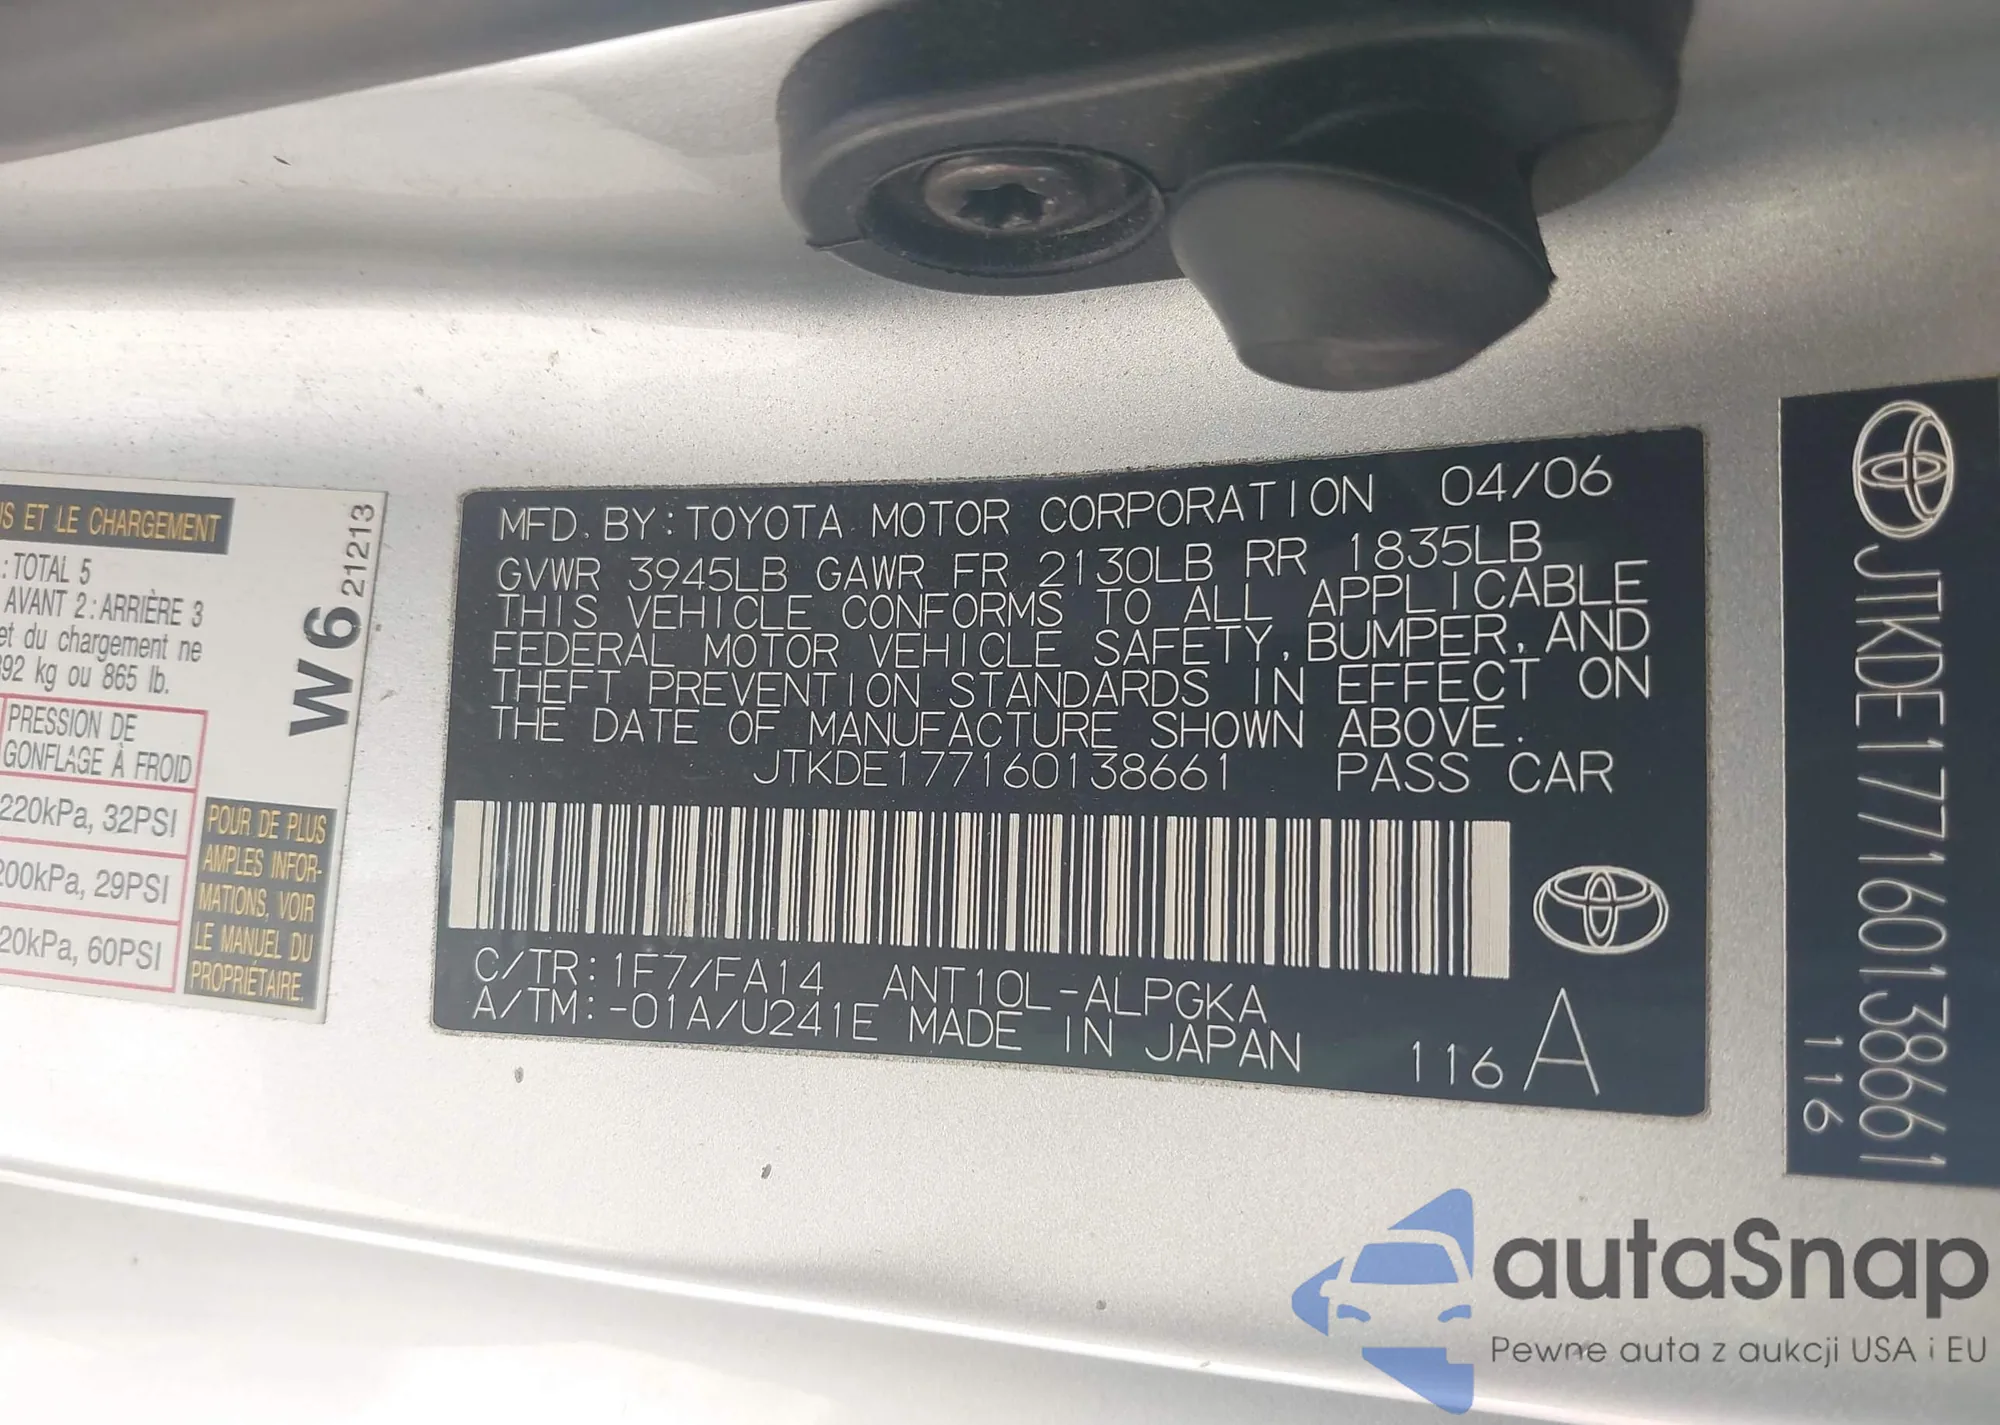 US ET LE CHARGEMENT
: TOTAL 5
AVANT 2 : ARRIÈRE 3
et du chargement ne
392 kg ou 865 lb.
PRESSION DE
GONFLAGE À FROID
220kPa, 32PSI
200kPa, 29PSI
20kPa, 60PSI
W6 21213
POUR DE PLUS
AMPLES INFOR-
MATIONS, VOIR
LE MANUEL DU
PROPRIÉTAIRE.
MFD. BY: TOYOTA MOTOR CORPORATION 04/06
GVWR 3945LB GAWR FR 2130LB RR 1835LB
THIS VEHICLE CONFORMS TO ALL APPLICABLE
FEDERAL MOTOR VEHICLE SAFETY, BUMPER, AND
THEFT PREVENTION STANDARDS IN EFFECT ON
THE DATE OF MANUFACTURE SHOWN ABOVE.
JTKDE177160138661 PASS CAR
C/TR: 1F7/FA14 ANT10L-ALPGKA
A/TM: -01A/U241E MADE IN JAPAN
116 A
JTKDE177160138661
116
autaSnap
Pewne auta z aukcji USA i EU